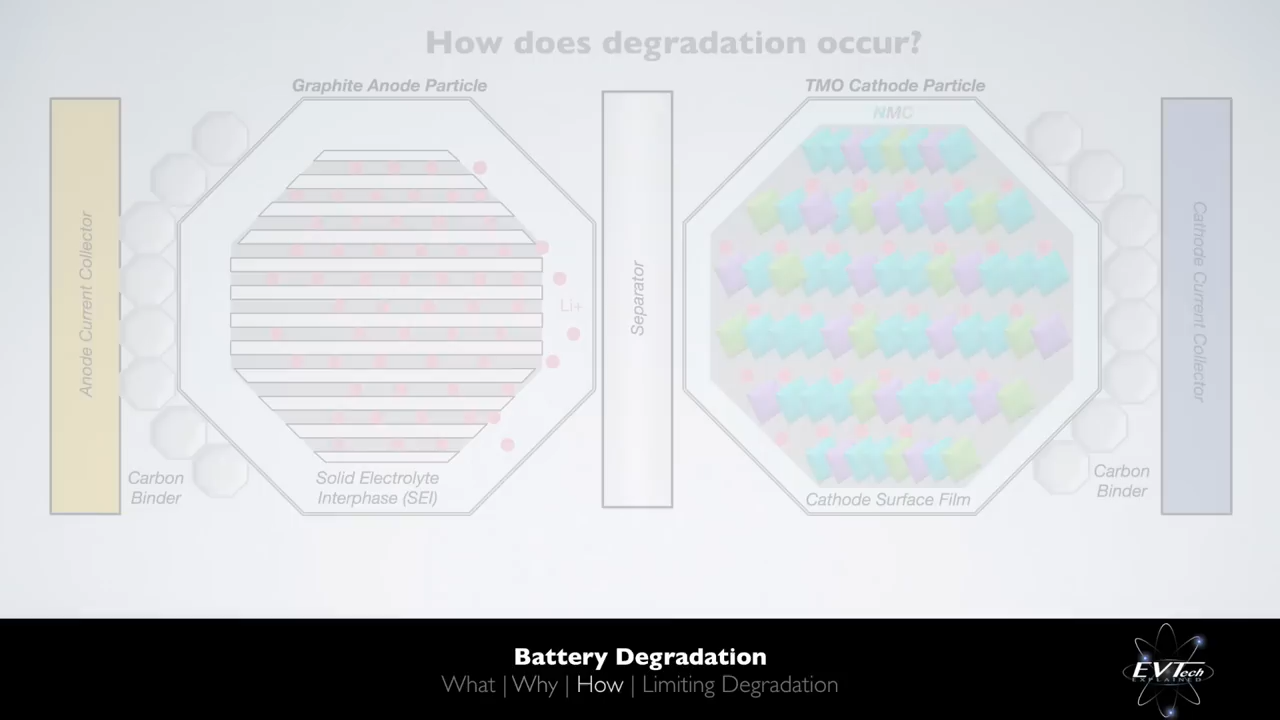 How does degradation occur?
Graphite Anode Particle
TMO Cathode Particle
NMC
Anode Current Collector
Li+
Separator
Cathode Current Collector
Solid Electrolyte
Interphase (SEI)
Carbon
Binder
Cathode Surface Film
Carbon
Binder
Battery Degradation
What | Why | How | Limiting Degradation
EVTech
EXPLAINED